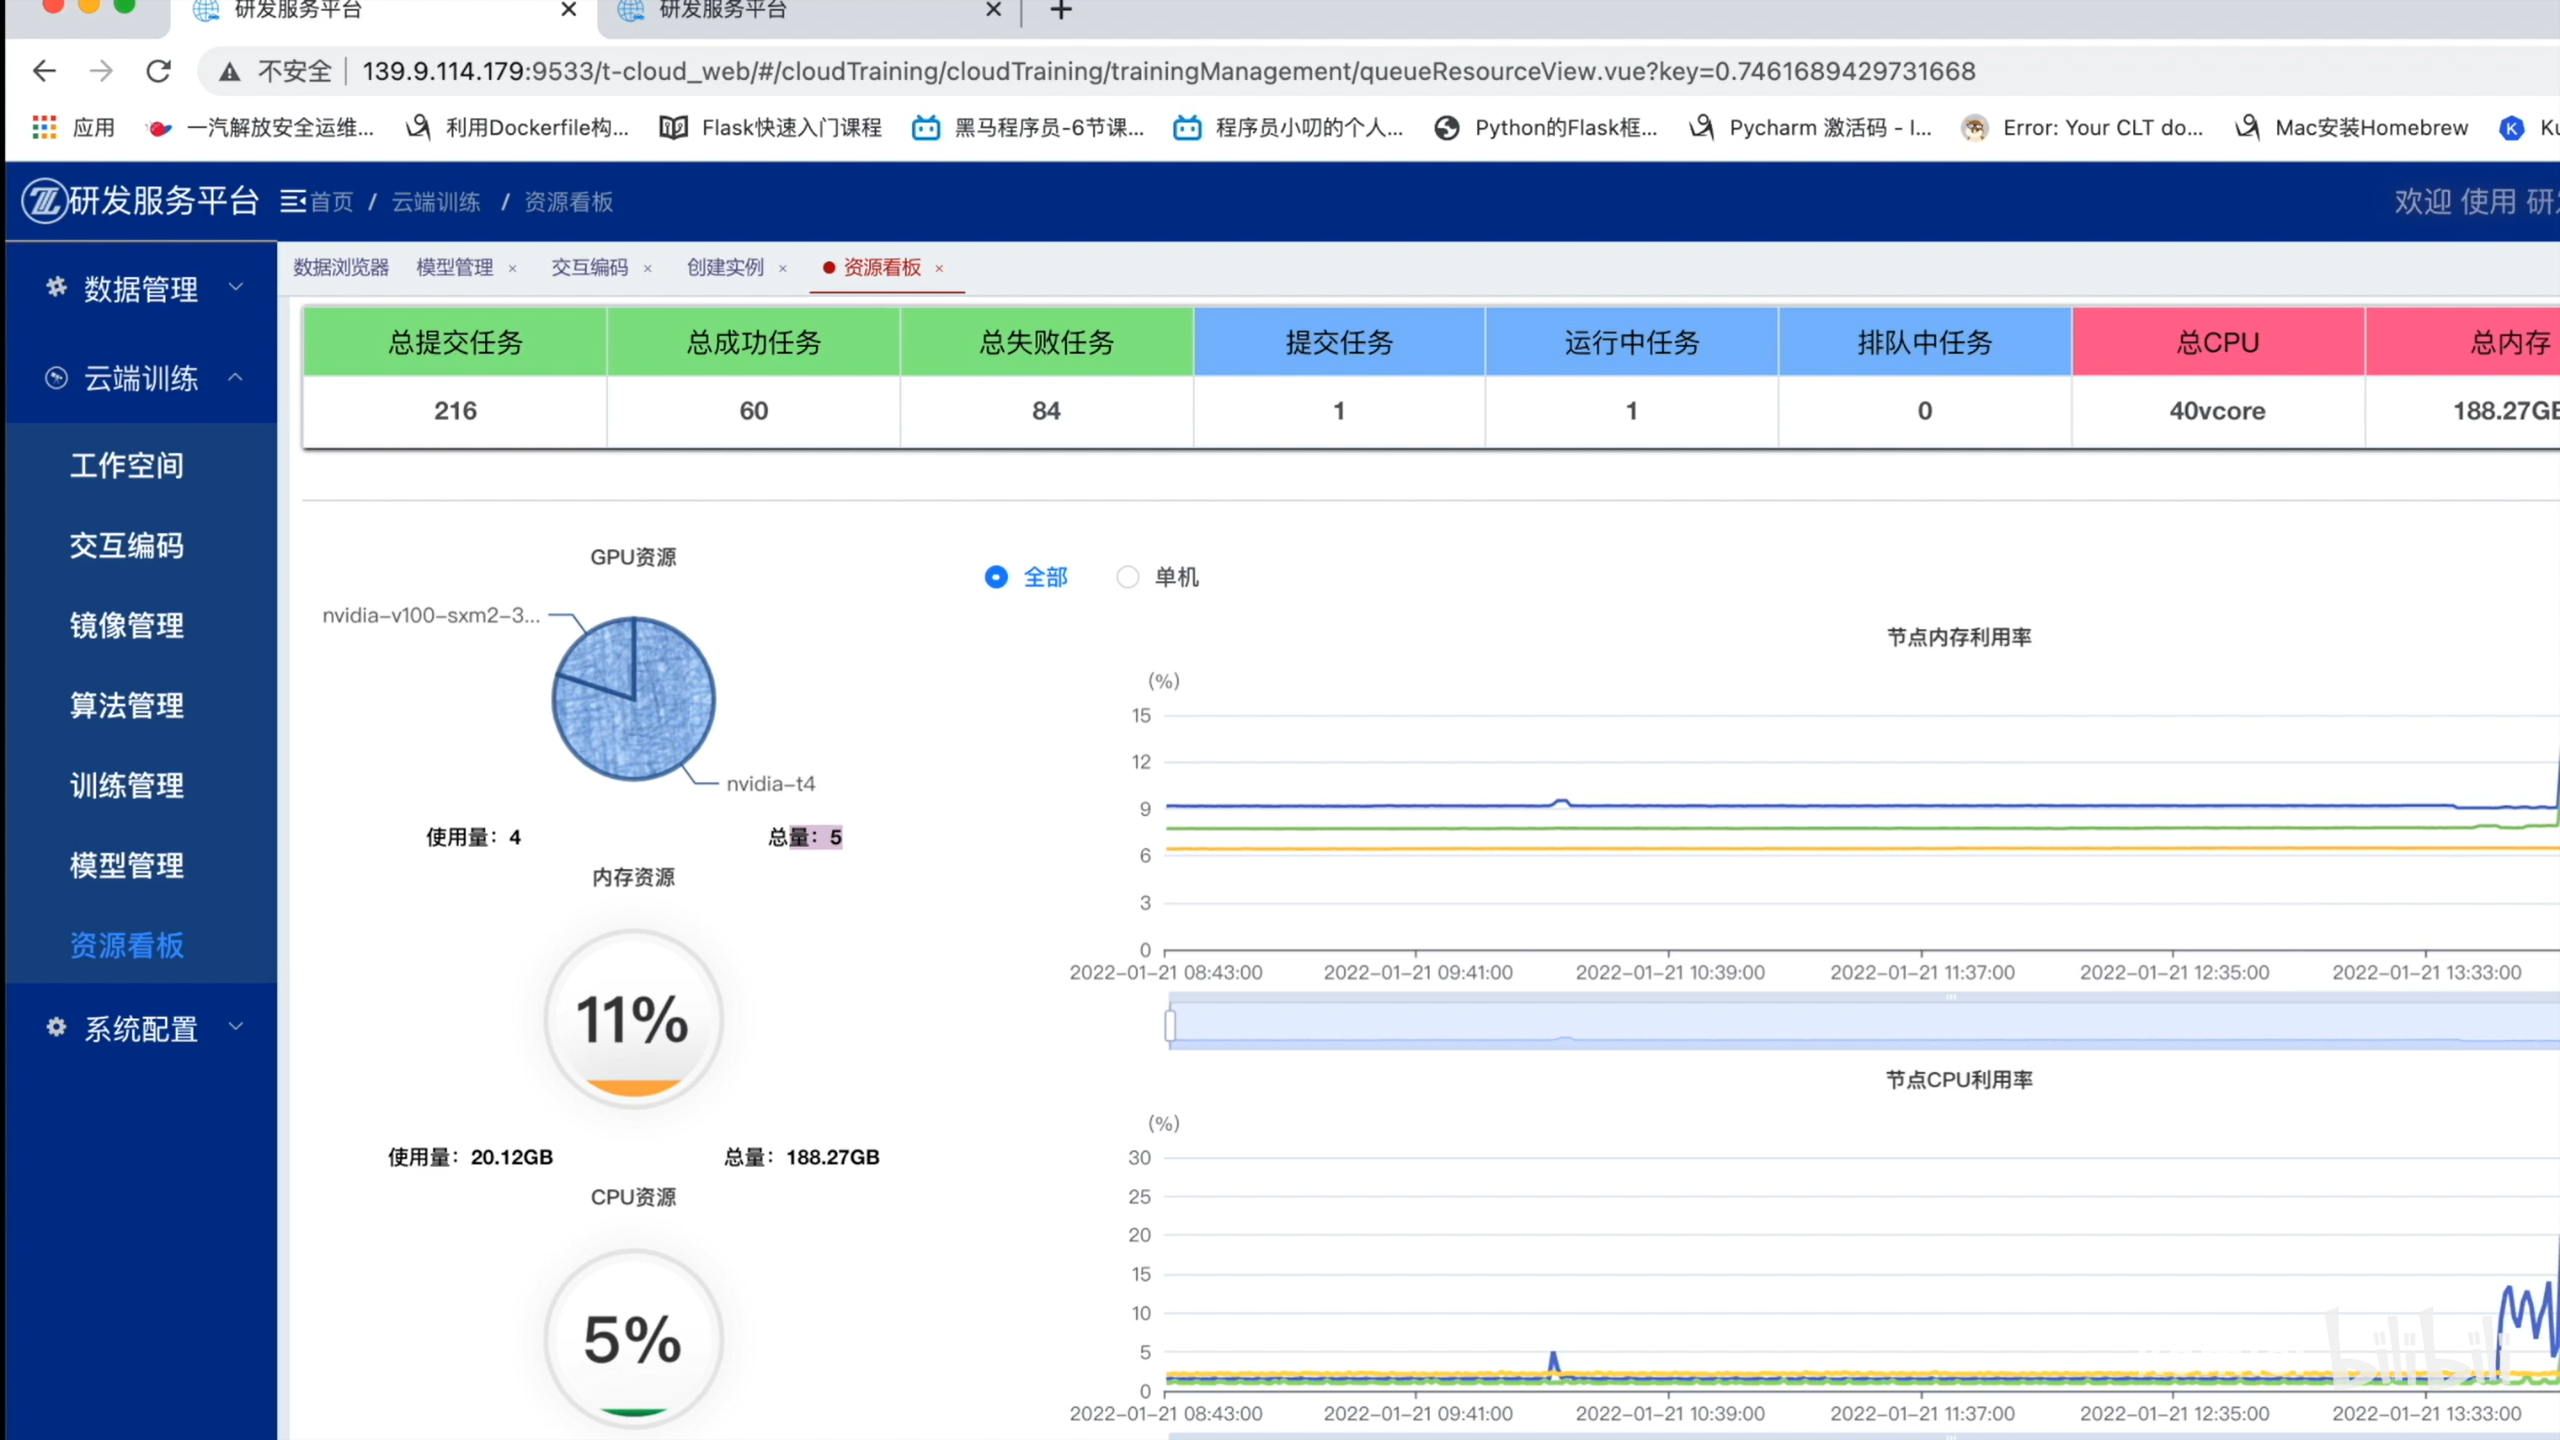 研发服务平台
研发服务平台
不安全 139.9.114.179:9533/t-cloud_web/#/cloudTraining/cloudTraining/trainingManagement/queueResourceView.vue?key=0.7461689429731668
应用 一汽解放安全运维... 利用Dockerfile构... Flask快速入门课程 黑马程序员-6节课... 程序员小叨的个人... Python的Flask框... Pycharm 激活码 - I... Error: Your CLT do... Mac安装Homebrew
研发服务平台 首页 / 云端训练 / 资源看板 欢迎 使用 研
数据浏览器 模型管理 × 交互编码 × 创建实例 × 资源看板 ×
数据管理
云端训练
工作空间
交互编码
镜像管理
算法管理
训练管理
模型管理
资源看板
系统配置
总提交任务 总成功任务 总失败任务 提交任务 运行中任务 排队中任务 总CPU 总内存
216 60 84 1 1 0 40vcore 188.27GB
GPU资源
nvidia-v100-sxm2-3...
nvidia-t4
使用量：4 总量：5
内存资源
11%
使用量：20.12GB 总量：188.27GB
CPU资源
5%
全部 单机
节点内存利用率
(%)
15
12
9
6
3
0
2022-01-21 08:43:00 2022-01-21 09:41:00 2022-01-21 10:39:00 2022-01-21 11:37:00 2022-01-21 12:35:00 2022-01-21 13:33:00
节点CPU利用率
(%)
30
25
20
15
10
5
0
2022-01-21 08:43:00 2022-01-21 09:41:00 2022-01-21 10:39:00 2022-01-21 11:37:00 2022-01-21 12:35:00 2022-01-21 13:33:00
bilibili